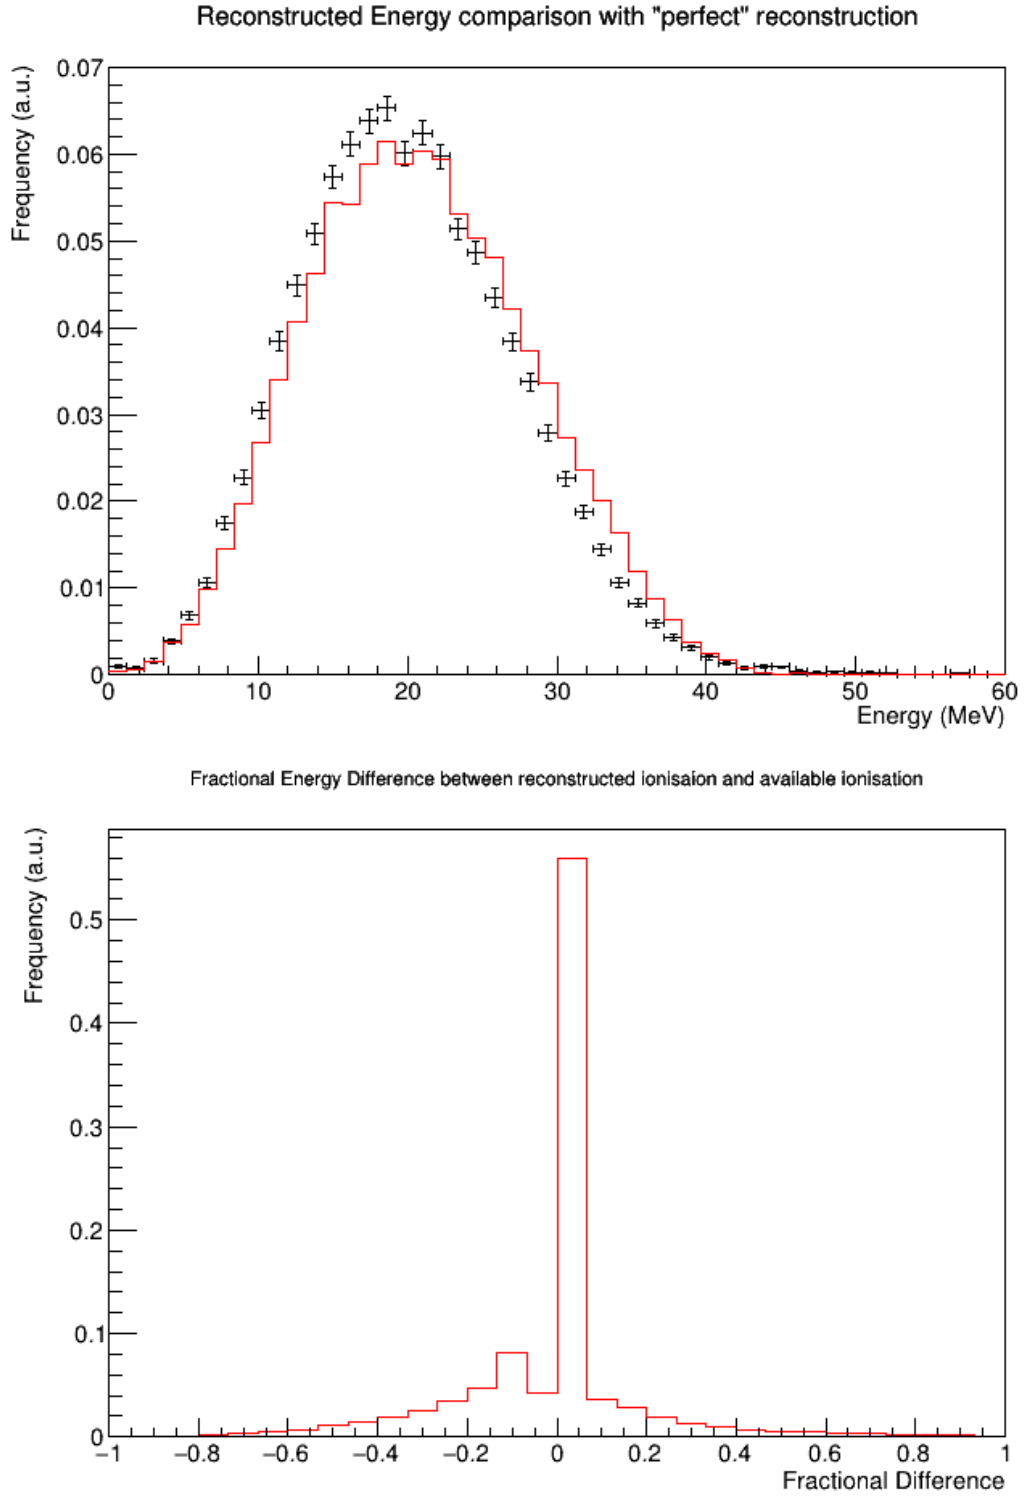 Reconstructed Energy comparison with "perfect" reconstruction
Frequency (a.u.)
0.07
0.06
0.05
0.04
0.03
0.02
0.01
0
0 10 20 30 40 50 60
Energy (MeV)
Fractional Energy Difference between reconstructed ionisaion and available ionisation
Frequency (a.u.)
0.5
0.4
0.3
0.2
0.1
0
−1 −0.8 −0.6 −0.4 −0.2 0 0.2 0.4 0.6 0.8 1
Fractional Difference